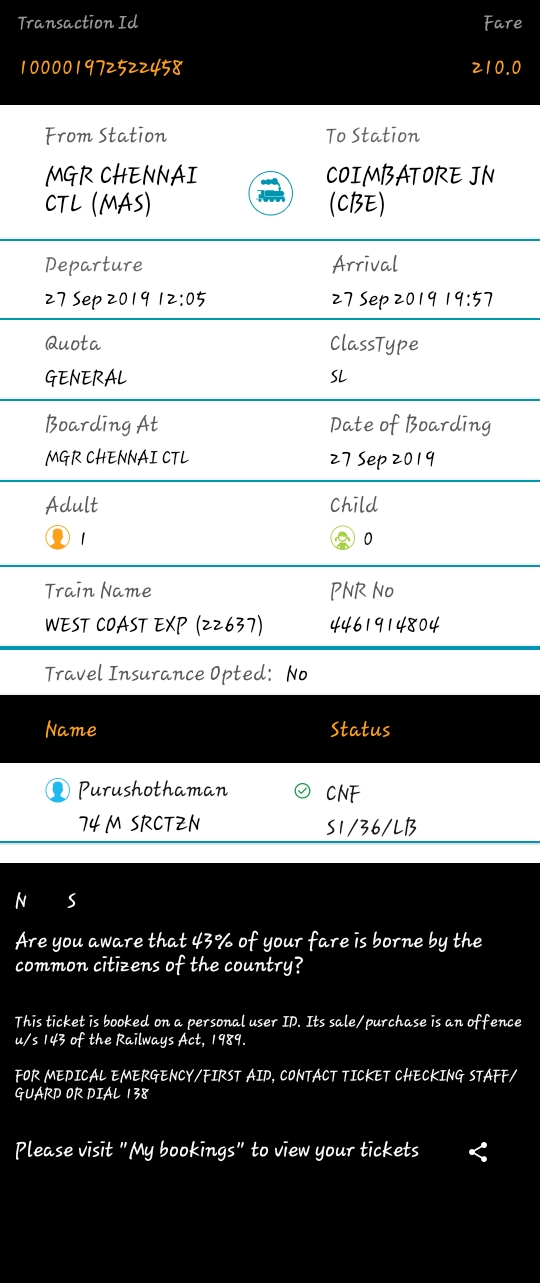 Transaction Id Fare
100001972522458 210.0
From Station To Station
MGR CHENNAI COIMBATORE JN
CTL (MAS) (CBE)
Departure Arrival
27 Sep 2019 12:05 27 Sep 2019 19:57
Quota ClassType
GENERAL SL
Boarding At Date of Boarding
MGR CHENNAI CTL 27 Sep 2019
Adult Child
1 0
Train Name PNR No
WEST COAST EXP (22637) 4461914804
Travel Insurance Opted: No
Name Status
Purushothaman CNF
74 M SRCTZN S1/36/LB
N S
Are you aware that 43% of your fare is borne by the
common citizens of the country?
This ticket is booked on a personal user ID. Its sale/purchase is an offence
u/s 143 of the Railways Act, 1989.
FOR MEDICAL EMERGENCY/FIRST AID, CONTACT TICKET CHECKING STAFF/
GUARD OR DIAL 138
Please visit "My bookings" to view your tickets